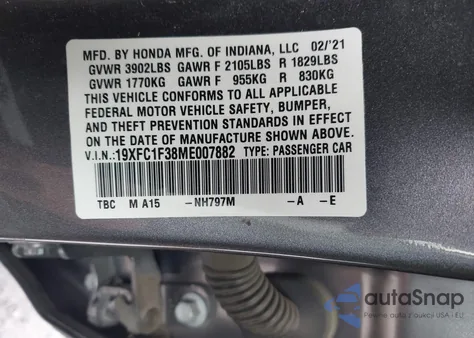 MFD. BY HONDA MFG. OF INDIANA, LLC 02/'21
GVWR 3902LBS GAWR F 2105LBS R 1829LBS
GVWR 1770KG GAWR F 955KG R 830KG
THIS VEHICLE CONFORMS TO ALL APPLICABLE
FEDERAL MOTOR VEHICLE SAFETY, BUMPER,
AND THEFT PREVENTION STANDARDS IN EFFECT
ON THE DATE OF MANUFACTURE SHOWN ABOVE.
V.I.N.:19XFC1F38ME007882 TYPE: PASSENGER CAR
TBC M A15 -NH797M -A -E
autoSnap